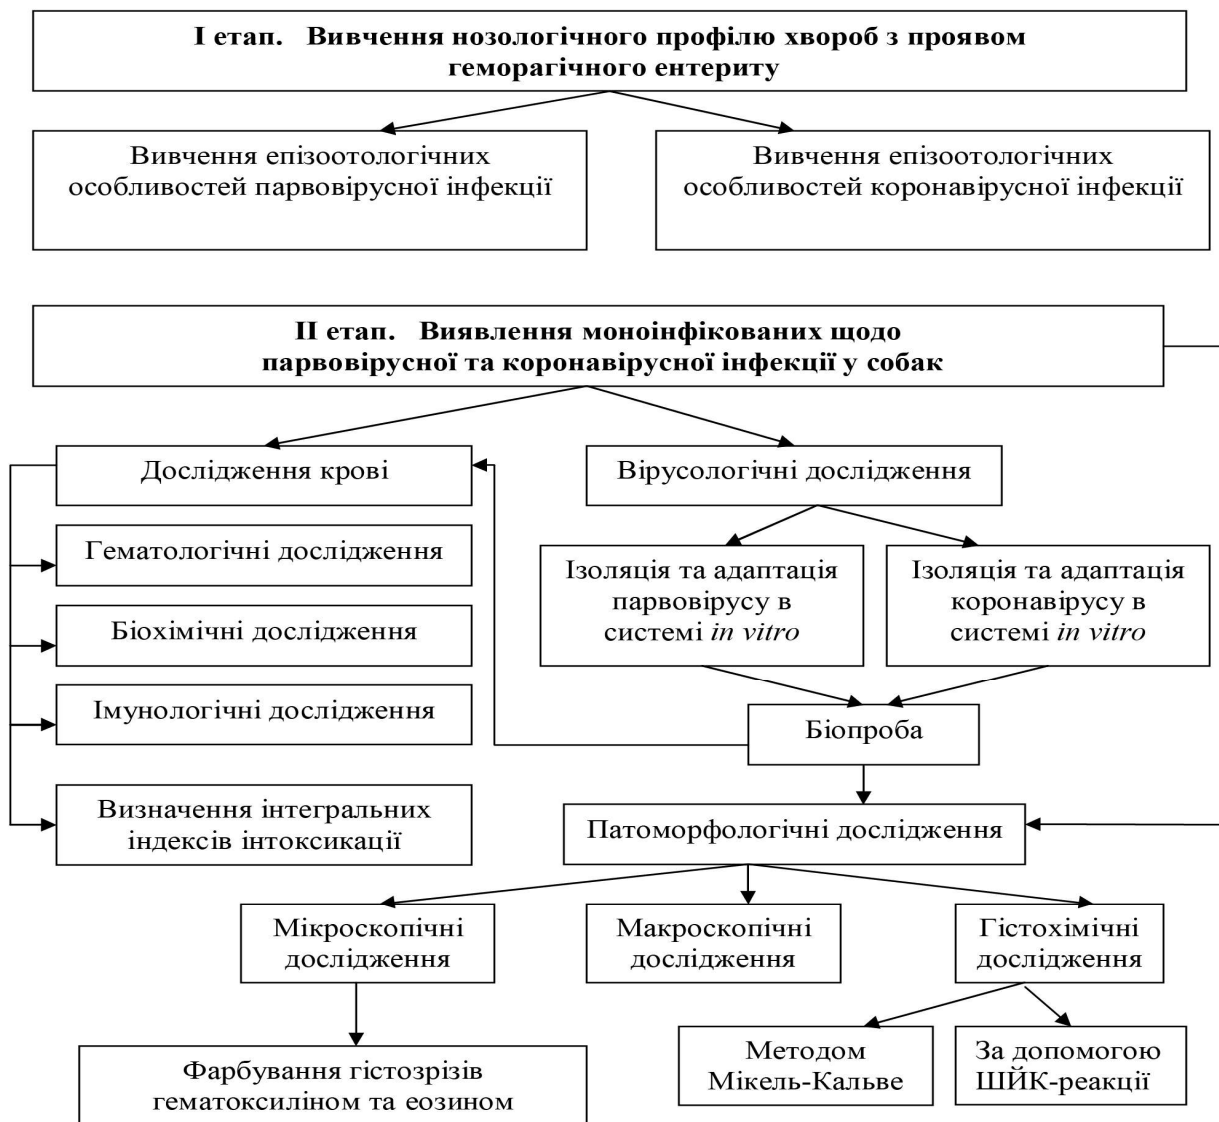 І етап. Вивчення нозологічного профілю хвороб з проявом
геморагічного ентериту
Вивчення епізоотологічних
особливостей парвовірусної інфекції
Вивчення епізоотологічних
особливостей коронавірусної інфекції
ІІ етап. Виявлення моноінфікованих щодо
парвовірусної та коронавірусної інфекції у собак
Дослідження крові
Вірусологічні дослідження
Гематологічні дослідження
Біохімічні дослідження
Імунологічні дослідження
Визначення інтегральних
індексів інтоксикації
Ізоляція та адаптація
парвовірусу в
системі in vitro
Ізоляція та адаптація
коронавірусу в
системі in vitro
Біопроба
Патоморфологічні дослідження
Мікроскопічні
дослідження
Макроскопічні
дослідження
Гістохімічні
дослідження
Фарбування гістозрізів
гематоксиліном та еозином
Методом
Мікель-Кальве
За допомогою
ШЙК-реакції